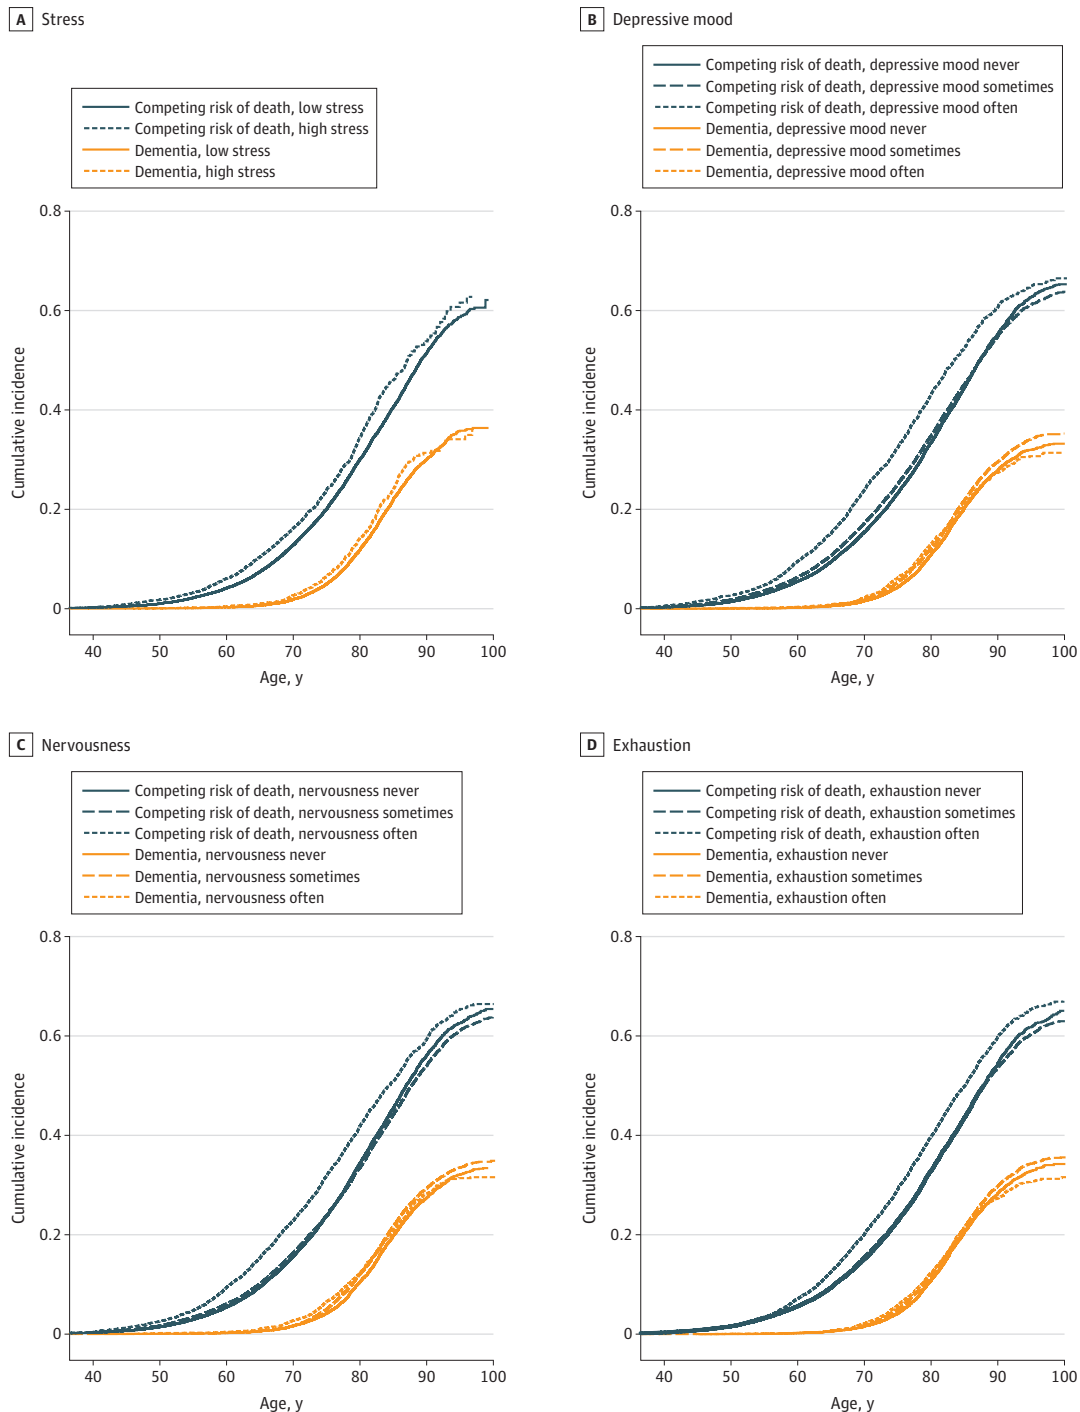 A Stress
Competing risk of death, low stress
Competing risk of death, high stress
Dementia, low stress
Dementia, high stress
0.8
0.6
0.4
0.2
0
Cumulative incidence
40 50 60 70 80 90 100
Age, y
B Depressive mood
Competing risk of death, depressive mood never
Competing risk of death, depressive mood sometimes
Competing risk of death, depressive mood often
Dementia, depressive mood never
Dementia, depressive mood sometimes
Dementia, depressive mood often
0.8
0.6
0.4
0.2
0
Cumulative incidence
40 50 60 70 80 90 100
Age, y
C Nervousness
Competing risk of death, nervousness never
Competing risk of death, nervousness sometimes
Competing risk of death, nervousness often
Dementia, nervousness never
Dementia, nervousness sometimes
Dementia, nervousness often
0.8
0.6
0.4
0.2
0
Cumulative incidence
40 50 60 70 80 90 100
Age, y
D Exhaustion
Competing risk of death, exhaustion never
Competing risk of death, exhaustion sometimes
Competing risk of death, exhaustion often
Dementia, exhaustion never
Dementia, exhaustion sometimes
Dementia, exhaustion often
0.8
0.6
0.4
0.2
0
Cumulative incidence
40 50 60 70 80 90 100
Age, y